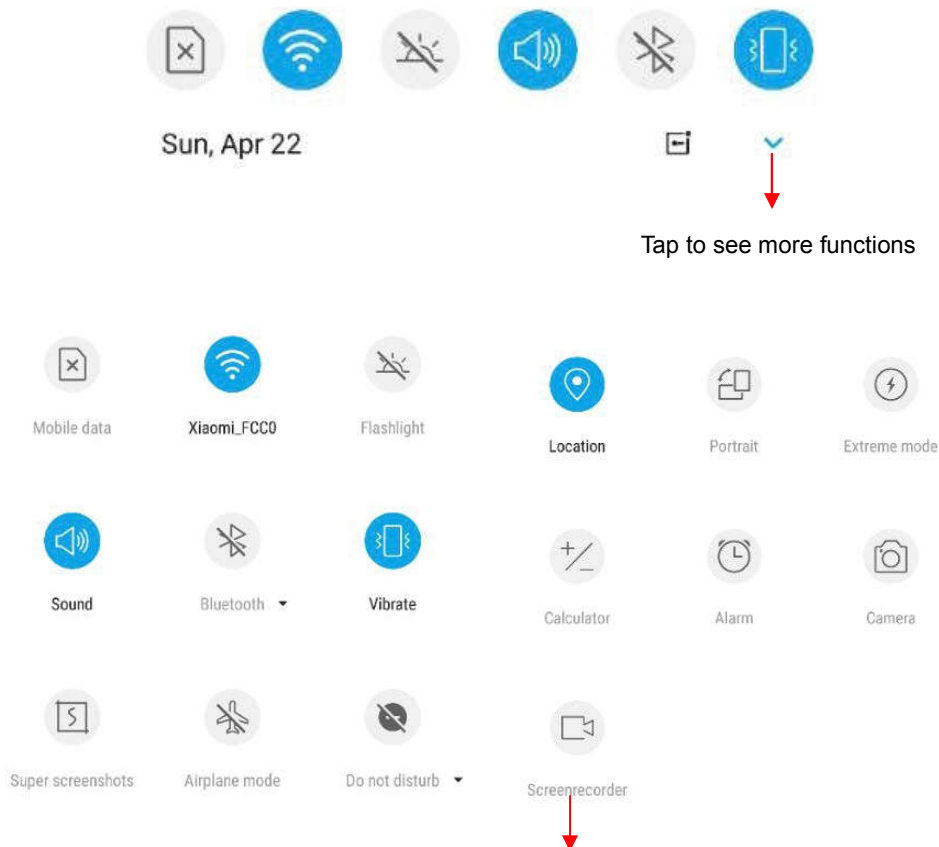 Sun, Apr 22
Tap to see more functions
Mobile data
Xiaomi_FCC0
Flashlight
Location
Portrait
Extreme mode
Sound
Bluetooth
Vibrate
Calculator
Alarm
Camera
Super screenshots
Airplane mode
Do not disturb
Screenrecorder